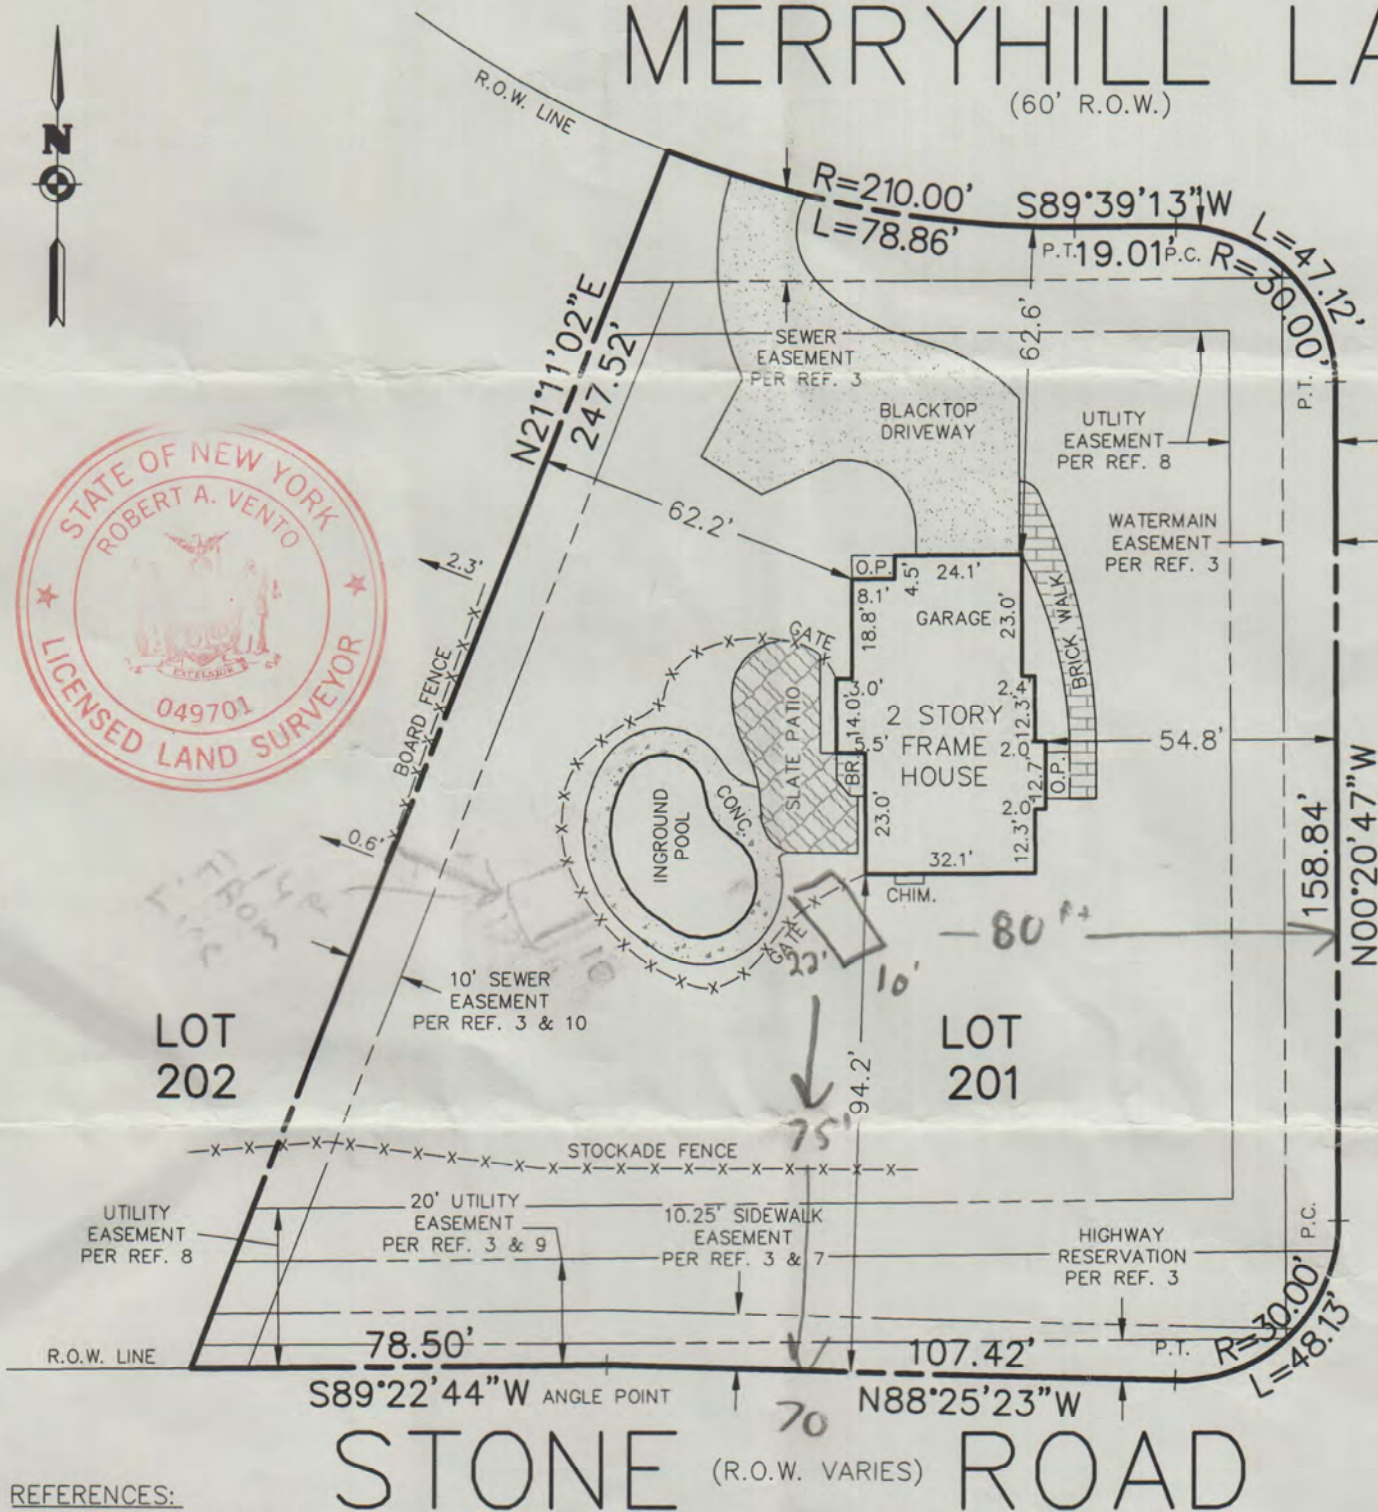 MERRYHILL LA
(60' R.O.W.)
R.O.W. LINE
N
R=210.00'
L=78.86'
S89°39'13"W
P.T.
19.01'
P.C.
L=47.12'
R=30.00'
P.T.
62.6'
N21°11'02"E
247.52'
SEWER
EASEMENT
PER REF. 3
BLACKTOP
DRIVEWAY
UTLITY
EASEMENT
PER REF. 8
WATERMAIN
EASEMENT
PER REF. 3
STATE OF NEW YORK
ROBERT A. VENTO
EXCELSIOR
049701
LICENSED LAND SURVEYOR
62.2'
2.3'
BOARD FENCE
0.6'
O.P.
4.5'
24.1'
8.1'
18.8'
GARAGE
23.0'
BRICK WALK
GATE
3.0'
2.4'
14.0'
2 STORY
FRAME
HOUSE
12.3'
5.5'
2.0'
54.8'
SLATE PATIO
BR.
12.7'
O.P.
2.0'
23.0'
12.3'
32.1'
CHIM.
INGROUND
POOL
CONC.
GATE
158.84'
N00°20'47"W
80 Ft
22'
10'
FROM
10
10' SEWER
EASEMENT
PER REF. 3 & 10
LOT
202
LOT
201
94.2'
75'
STOCKADE FENCE
UTILITY
EASEMENT
PER REF. 8
20' UTILITY
EASEMENT
PER REF. 3 & 9
10.25' SIDEWALK
EASEMENT
PER REF. 3 & 7
HIGHWAY
RESERVATION
PER REF. 3
P.C.
R=30.00'
L=48.13'
P.T.
R.O.W. LINE
78.50'
S89°22'44"W
ANGLE POINT
107.42'
N88°25'23"W
70
STONE (R.O.W. VARIES) ROAD
REFERENCES: